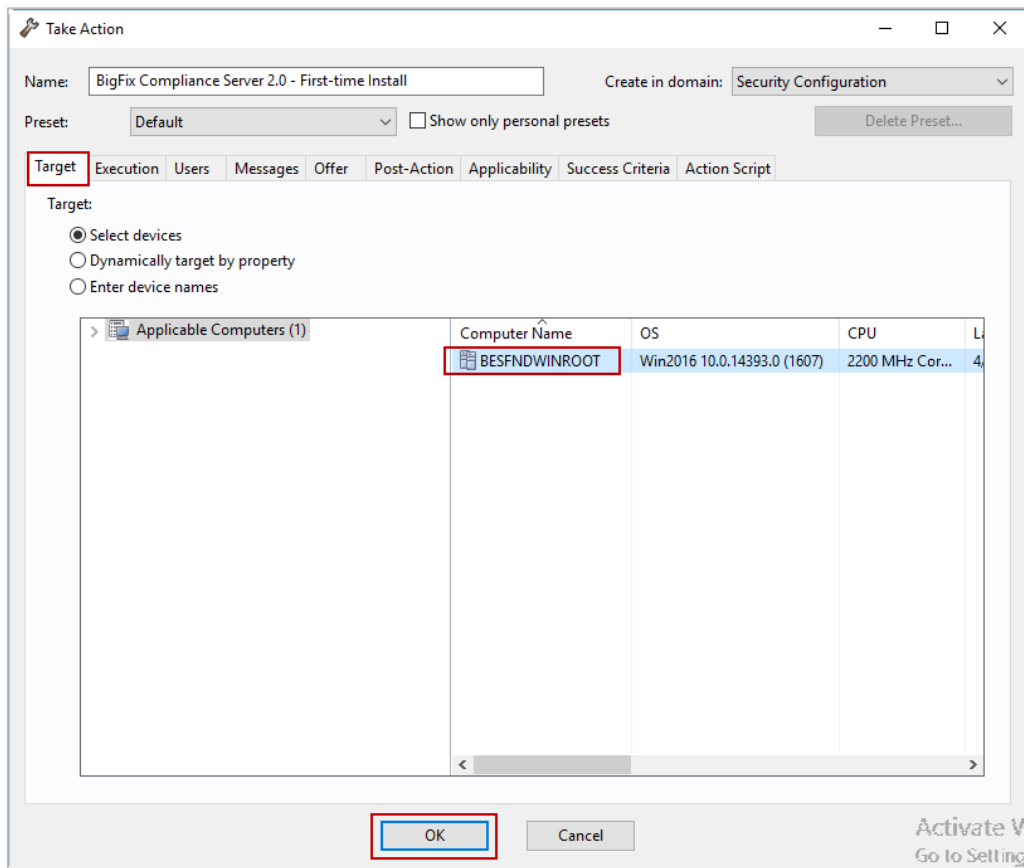 Take Action
Name: BigFix Compliance Server 2.0 - First-time Install Create in domain: Security Configuration
Preset: Default Show only personal presets Delete Preset...
Target Execution Users Messages Offer Post-Action Applicability Success Criteria Action Script
Target:
Select devices
Dynamically target by property
Enter device names
Applicable Computers (1) Computer Name OS CPU
BESFNDWINROOT Win2016 10.0.14393.0 (1607) 2200 MHz Cor... 4/
OK Cancel
Activate
Go to Setting